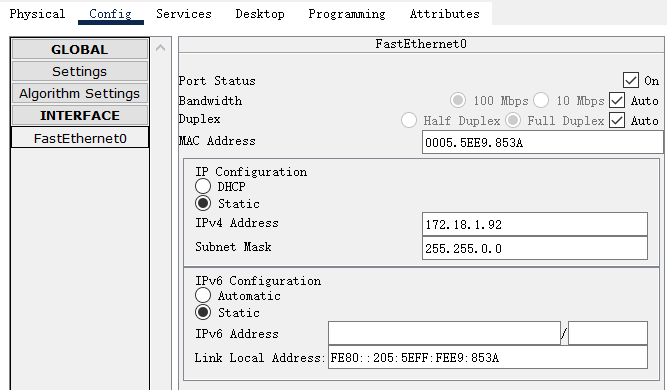 Physical Config Services Desktop Programming Attributes
GLOBAL
Settings
Algorithm Settings
INTERFACE
FastEthernet0
FastEthernet0
Port Status On
Bandwidth 100 Mbps 10 Mbps Auto
Duplex Half Duplex Full Duplex Auto
MAC Address 0005.5EE9.853A
IP Configuration
DHCP
Static
IPv4 Address 172.18.1.92
Subnet Mask 255.255.0.0
IPv6 Configuration
Automatic
Static
IPv6 Address /
Link Local Address: FE80::205:5EFF:FEE9:853A